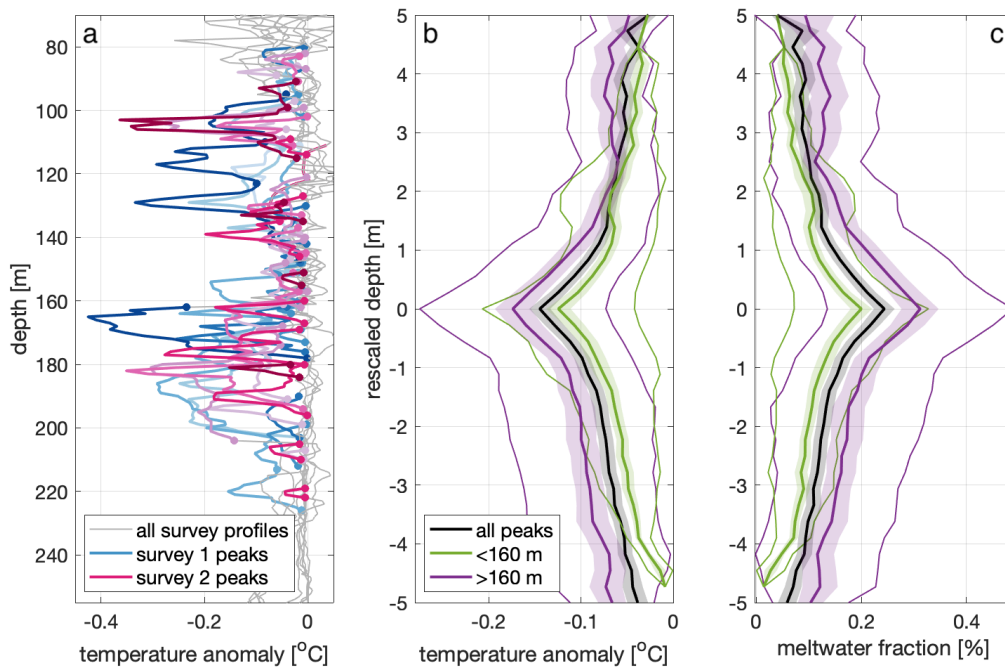 a
80
100
120
140
160
180
200
220
240
depth [m]
-0.4
-0.2
0
temperature anomaly [°C]
all survey profiles
survey 1 peaks
survey 2 peaks
b
5
4
3
2
1
0
-1
-2
-3
-4
-5
rescaled depth [m]
-0.2
-0.1
0
temperature anomaly [°C]
all peaks
<160 m
>160 m
c
5
4
3
2
1
0
-1
-2
-3
-4
-5
0
0.2
0.4
meltwater fraction [%]